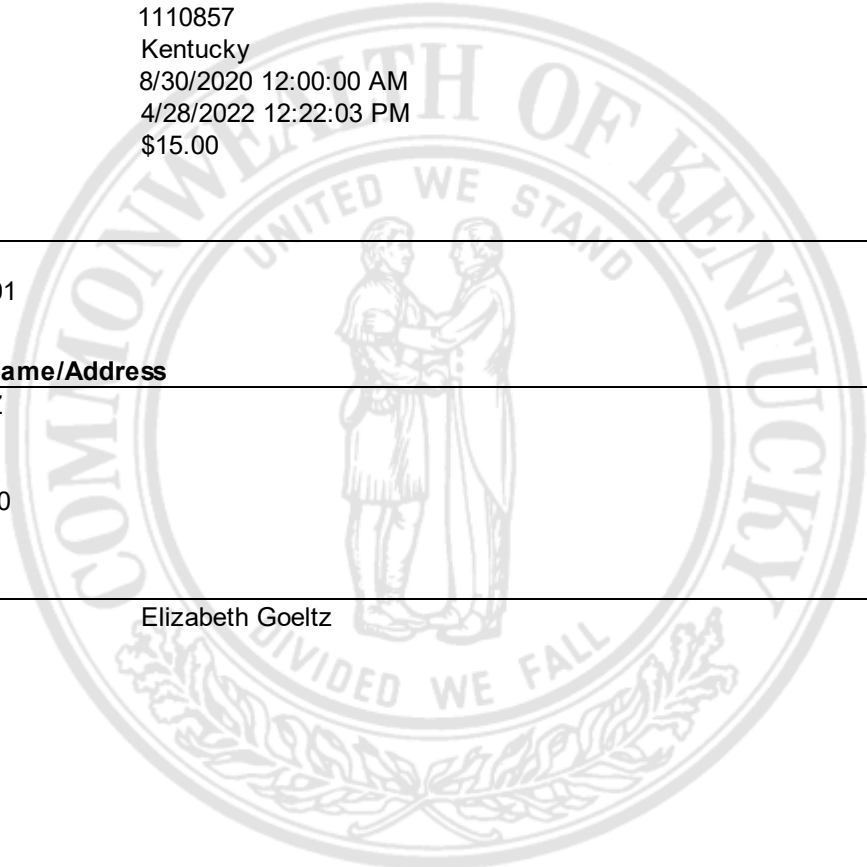 1110857
Kentucky
8/30/2020 12:00:00 AM
4/28/2022 12:22:03 PM
$15.00
COMMONWEALTH OF KENTUCKY
UNITED WE STAND
01
ame/Address
Z
0
Elizabeth Goeltz
DIVIDED WE FALL